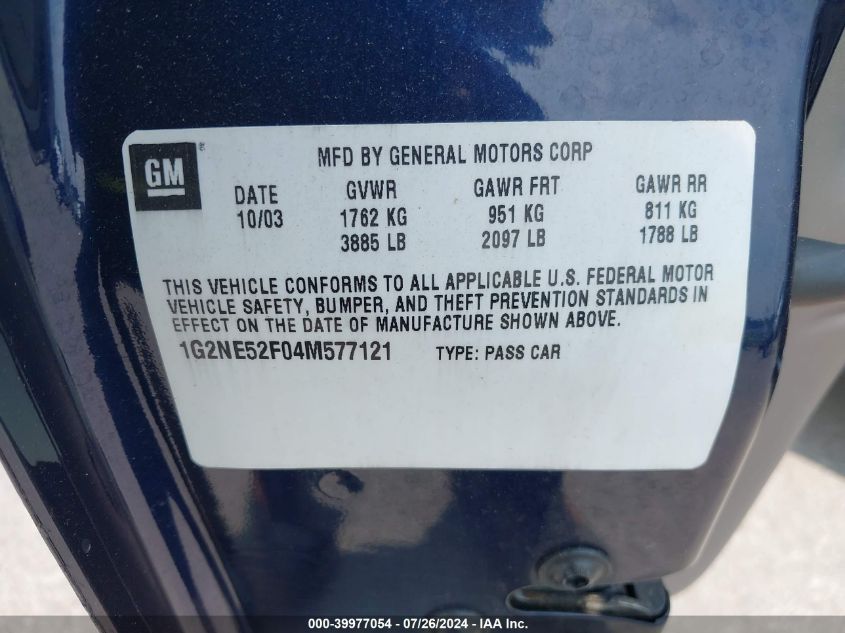 GM
MFD BY GENERAL MOTORS CORP
DATE GVWR GAWR FRT GAWR RR
10/03 1762 KG 951 KG 811 KG
3885 LB 2097 LB 1788 LB
THIS VEHICLE CONFORMS TO ALL APPLICABLE U.S. FEDERAL MOTOR
VEHICLE SAFETY, BUMPER, AND THEFT PREVENTION STANDARDS IN
EFFECT ON THE DATE OF MANUFACTURE SHOWN ABOVE.
1G2NE52F04M577121 TYPE: PASS CAR
000-39977054 - 07/26/2024 - IAA Inc.